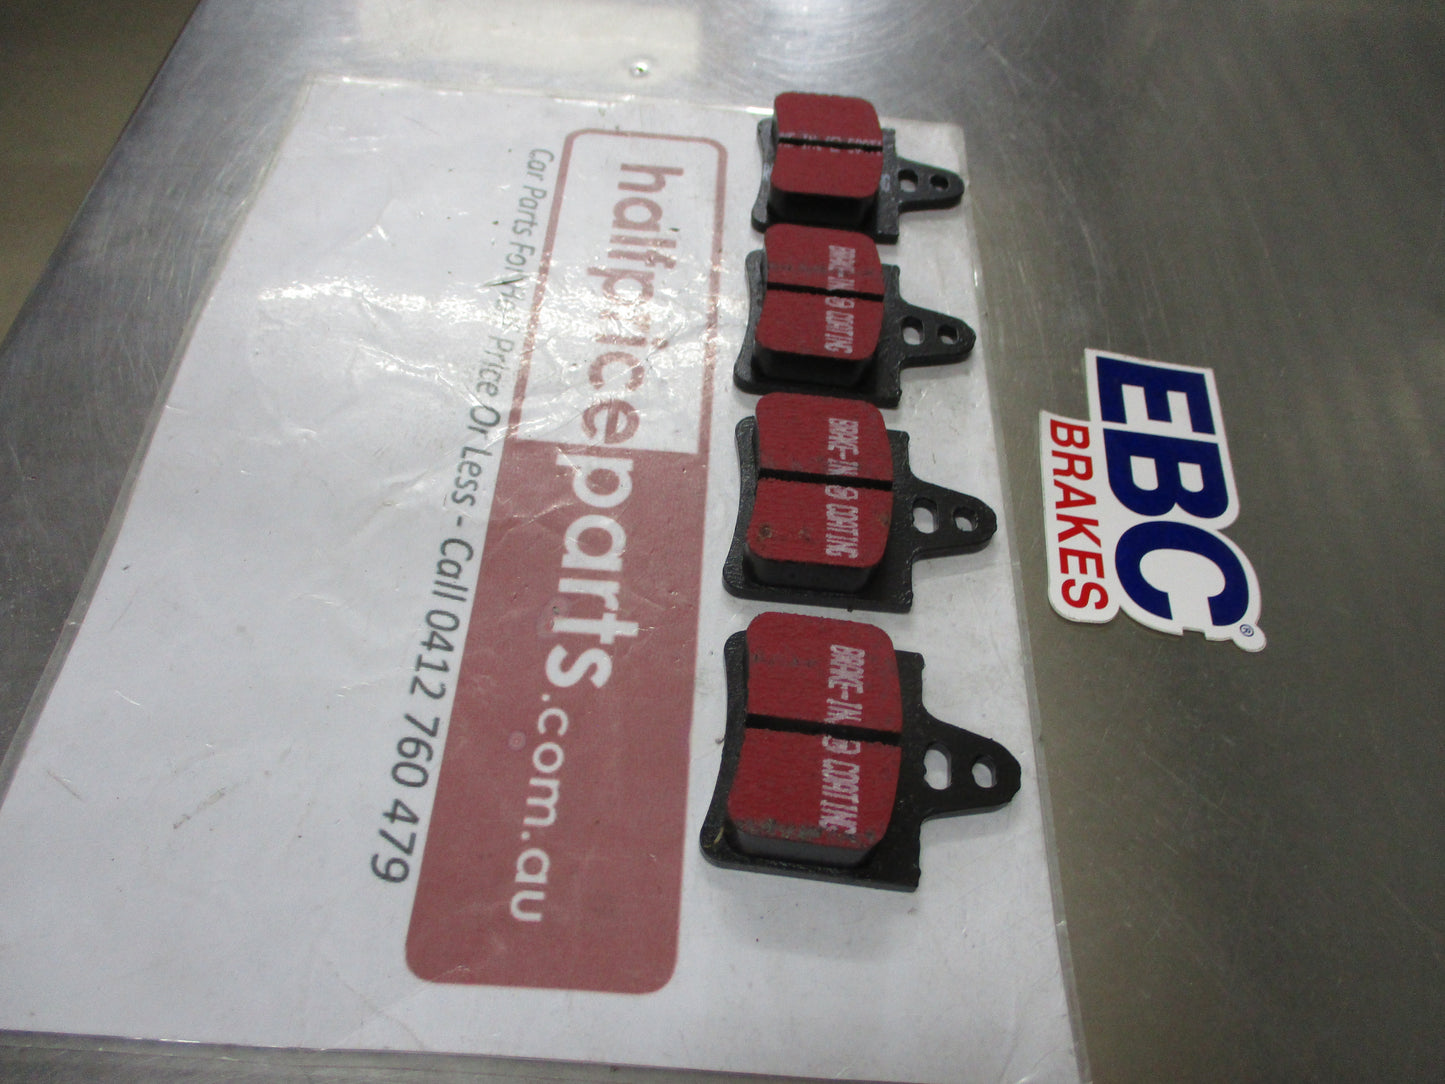 halfpriceparts.com.au
Car Parts For Half Price Or Less - Call 0412 760 479
BRAKE-IN COATING
BRAKE-IN COATING
BRAKE-IN COATING
EBC®
BRAKES